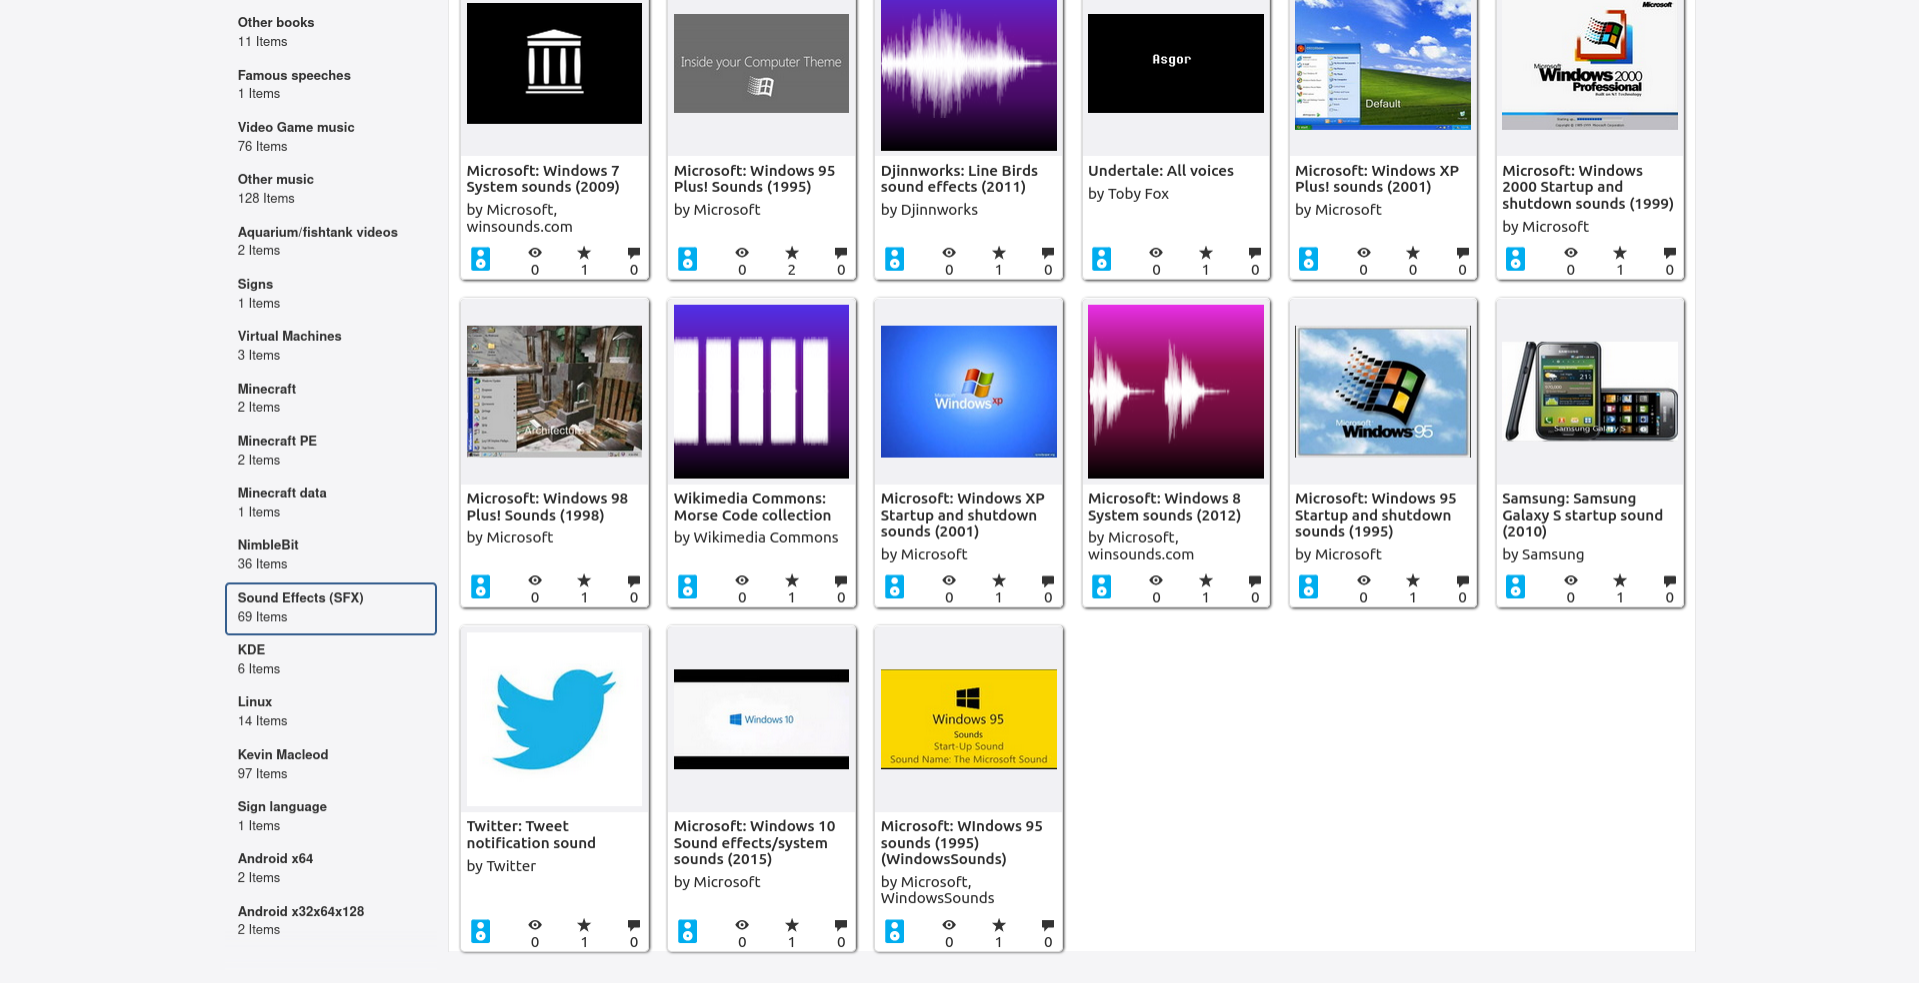 Other books
11 Items
Famous speeches
1 Items
Video Game music
76 Items
Other music
128 Items
Aquarium/fishtank videos
2 Items
Signs
1 Items
Virtual Machines
3 Items
Minecraft
2 Items
Minecraft PE
2 Items
Minecraft data
1 Items
NimbleBit
36 Items
Sound Effects (SFX)
69 Items
KDE
6 Items
Linux
14 Items
Kevin Macleod
97 Items
Sign language
1 Items
Android x64
2 Items
Android x32x64x128
2 Items
Microsoft: Windows 7
System sounds (2009)
by Microsoft,
winsounds.com
0 1 0
Inside your Computer Theme
Microsoft: Windows 95
Plus! Sounds (1995)
by Microsoft
0 2 0
Djinnworks: Line Birds
sound effects (2011)
by Djinnworks
0 1 0
Asgor
Undertale: All voices
by Toby Fox
0 1 0
Default
Microsoft: Windows XP
Plus! sounds (2001)
by Microsoft
0 0 0
Microsoft
Microsoft
Windows 2000
Professional
Built on NT Technology
Microsoft: Windows
2000 Startup and
shutdown sounds (1999)
by Microsoft
0 1 0
Architecture
Microsoft: Windows 98
Plus! Sounds (1998)
by Microsoft
0 1 0
Wikimedia Commons:
Morse Code collection
by Wikimedia Commons
0 1 0
Windows xp
Microsoft: Windows XP
Startup and shutdown
sounds (2001)
by Microsoft
0 1 0
Microsoft: Windows 8
System sounds (2012)
by Microsoft,
winsounds.com
0 1 0
Microsoft
Windows 95
Microsoft: Windows 95
Startup and shutdown
sounds (1995)
by Microsoft
0 1 0
Samsung Galaxy S
Samsung: Samsung
Galaxy S startup sound
(2010)
by Samsung
0 1 0
Twitter: Tweet
notification sound
by Twitter
0 1 0
Windows 10
Microsoft: Windows 10
Sound effects/system
sounds (2015)
by Microsoft
0 1 0
Windows 95
Sounds
Start-Up Sound
Sound Name: The Microsoft Sound
Microsoft: WIndows 95
sounds (1995)
(WindowsSounds)
by Microsoft,
WindowsSounds
0 1 0